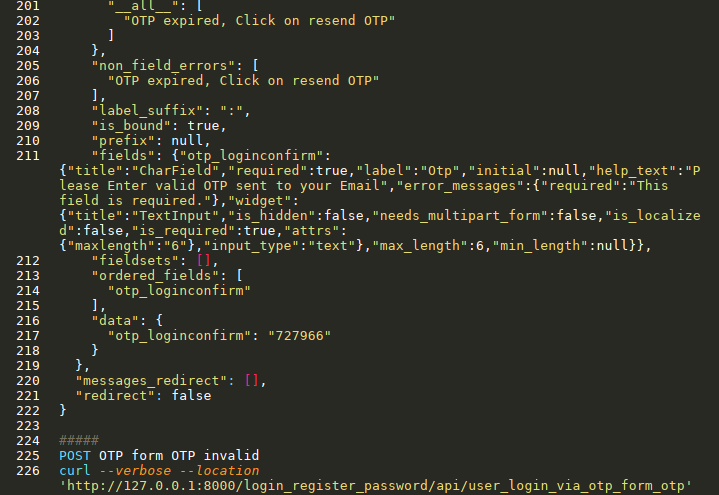 201 "__all__": [
202 "OTP expired, Click on resend OTP"
203 ]
204 },
205 "non_field_errors": [
206 "OTP expired, Click on resend OTP"
207 ],
208 "label_suffix": ":",
209 "is_bound": true,
210 "prefix": null,
211 "fields": {"otp_loginconfirm":
{"title":"CharField","required":true,"label":"Otp","initial":null,"help_text":"P
lease Enter valid OTP sent to your Email","error_messages":{"required":"This
field is required."},"widget":
{"title":"TextInput","is_hidden":false,"needs_multipart_form":false,"is_localize
d":false,"is_required":true,"attrs":
{"maxlength":"6"},"input_type":"text"},"max_length":6,"min_length":null}},
212 "fieldsets": [],
213 "ordered_fields": [
214 "otp_loginconfirm"
215 ],
216 "data": {
217 "otp_loginconfirm": "727966"
218 }
219 },
220 "messages_redirect": [],
221 "redirect": false
222 }
223
224 #####
225 POST OTP form OTP invalid
226 curl --verbose --location
'http://127.0.0.1:8000/login_register_password/api/user_login_via_otp_form_otp'